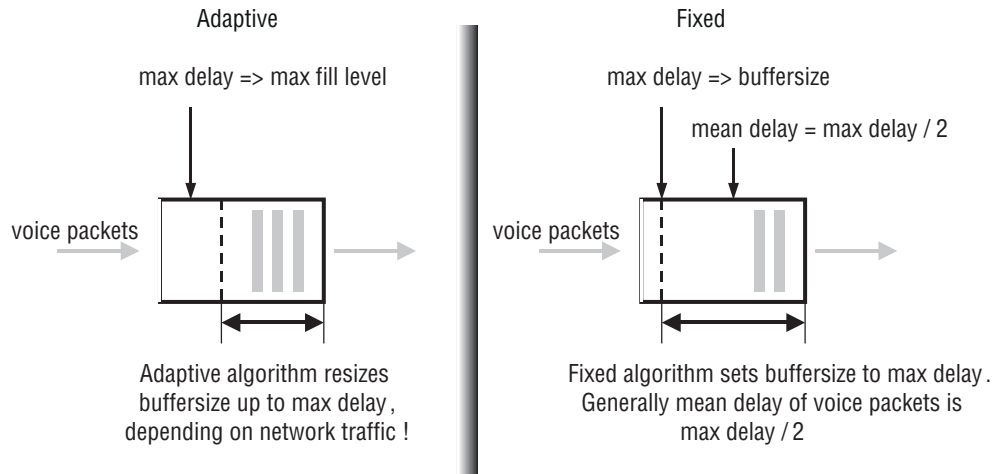 Adaptive
max delay => max fill level
voice packets
Adaptive algorithm resizes
buffersize up to max delay,
depending on network traffic !
Fixed
max delay => buffersize
mean delay = max delay / 2
voice packets
Fixed algorithm sets buffersize to max delay.
Generally mean delay of voice packets is
max delay / 2